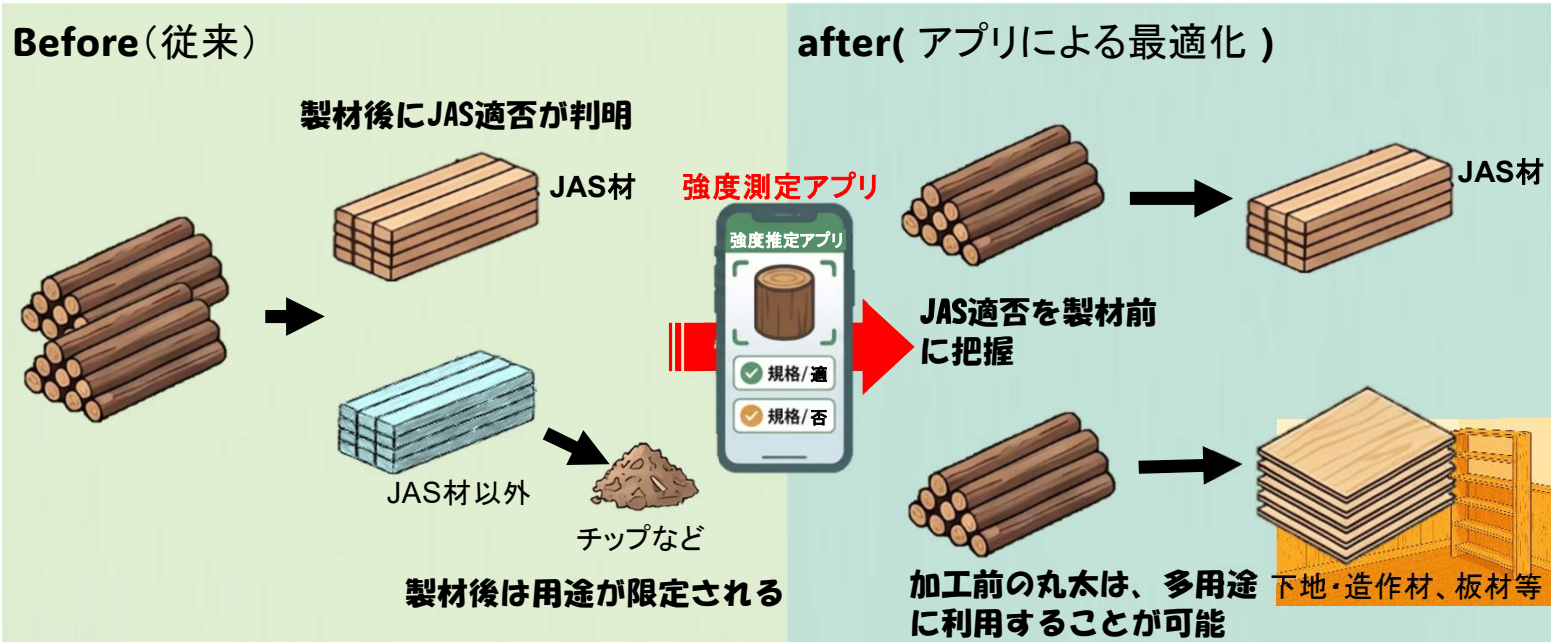 Before(従来)
製材後にJAS適否が判明
JAS材
JAS材以外
チップなど
製材後は用途が限定される
強度測定アプリ
強度推定アプリ
規格/適
規格/否
after( アプリによる最適化 )
JAS材
JAS適否を製材前
に把握
加工前の丸太は、多用途
に利用することが可能
下地・造作材、板材等